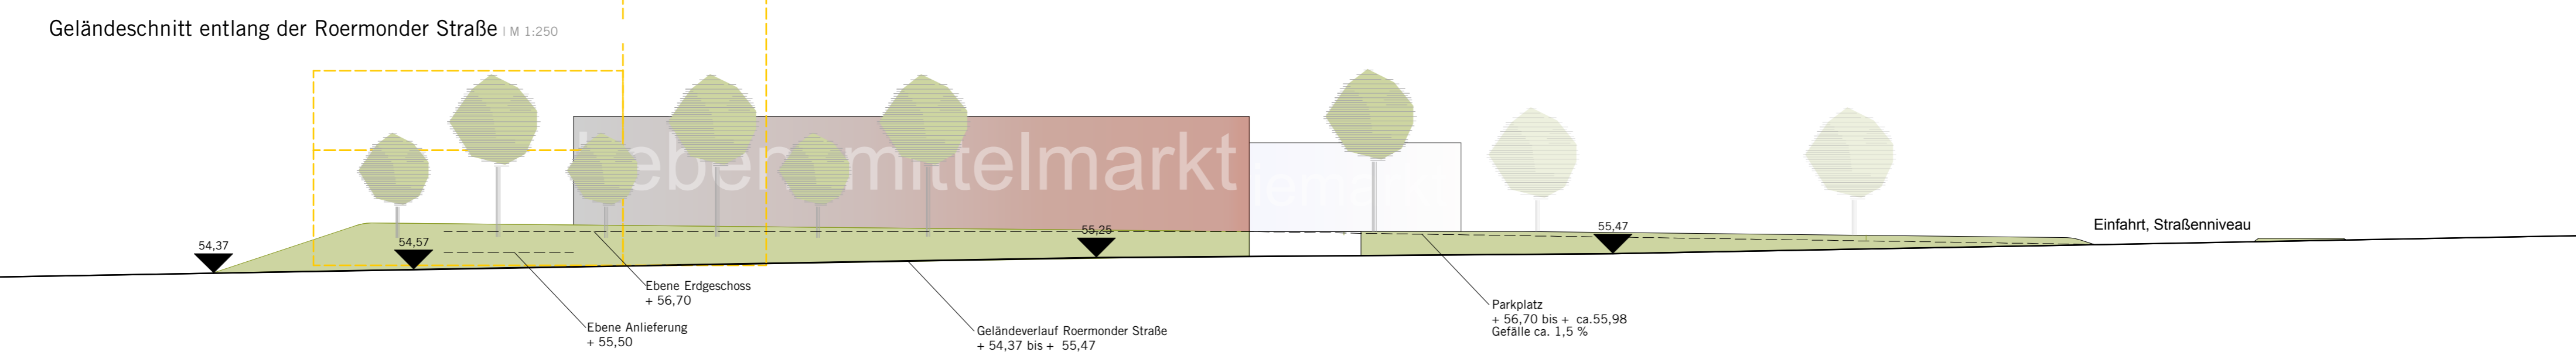 Geländeschnitt entlang der Roermonder Straße | M 1:250
Lebensmittelmarkt
54,37
54,57
55,25
55,47
Einfahrt, Straßenniveau
Ebene Erdgeschoss
+ 56,70
Ebene Anlieferung
+ 55,50
Geländeverlauf Roermonder Straße
+ 54,37 bis + 55,47
Parkplatz
+ 56,70 bis + ca.55,98
Gefälle ca. 1,5 %